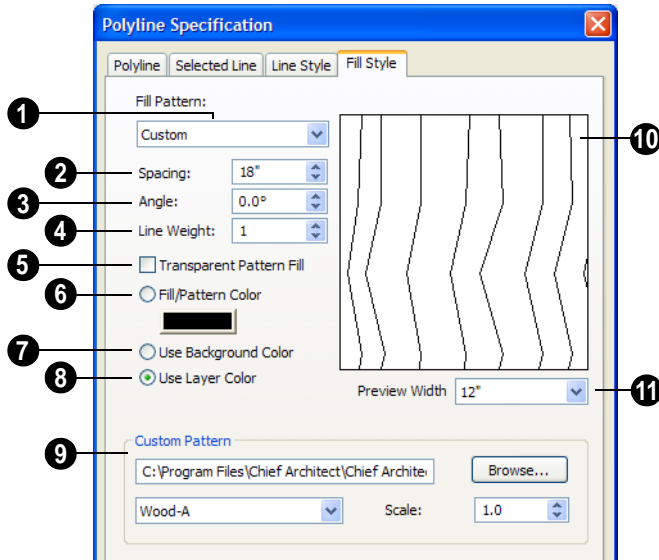 Polyline Specification
Polyline Selected Line Line Style Fill Style
Fill Pattern:
1
Custom
10
2 Spacing: 18"
3 Angle: 0.0°
4 Line Weight: 1
5 Transparent Pattern Fill
6 Fill/Pattern Color
7 Use Background Color
8 Use Layer Color
Preview Width 12" 11
9 Custom Pattern
C:\Program Files\Chief Architect\Chief Archite Browse...
Wood-A Scale: 1.0